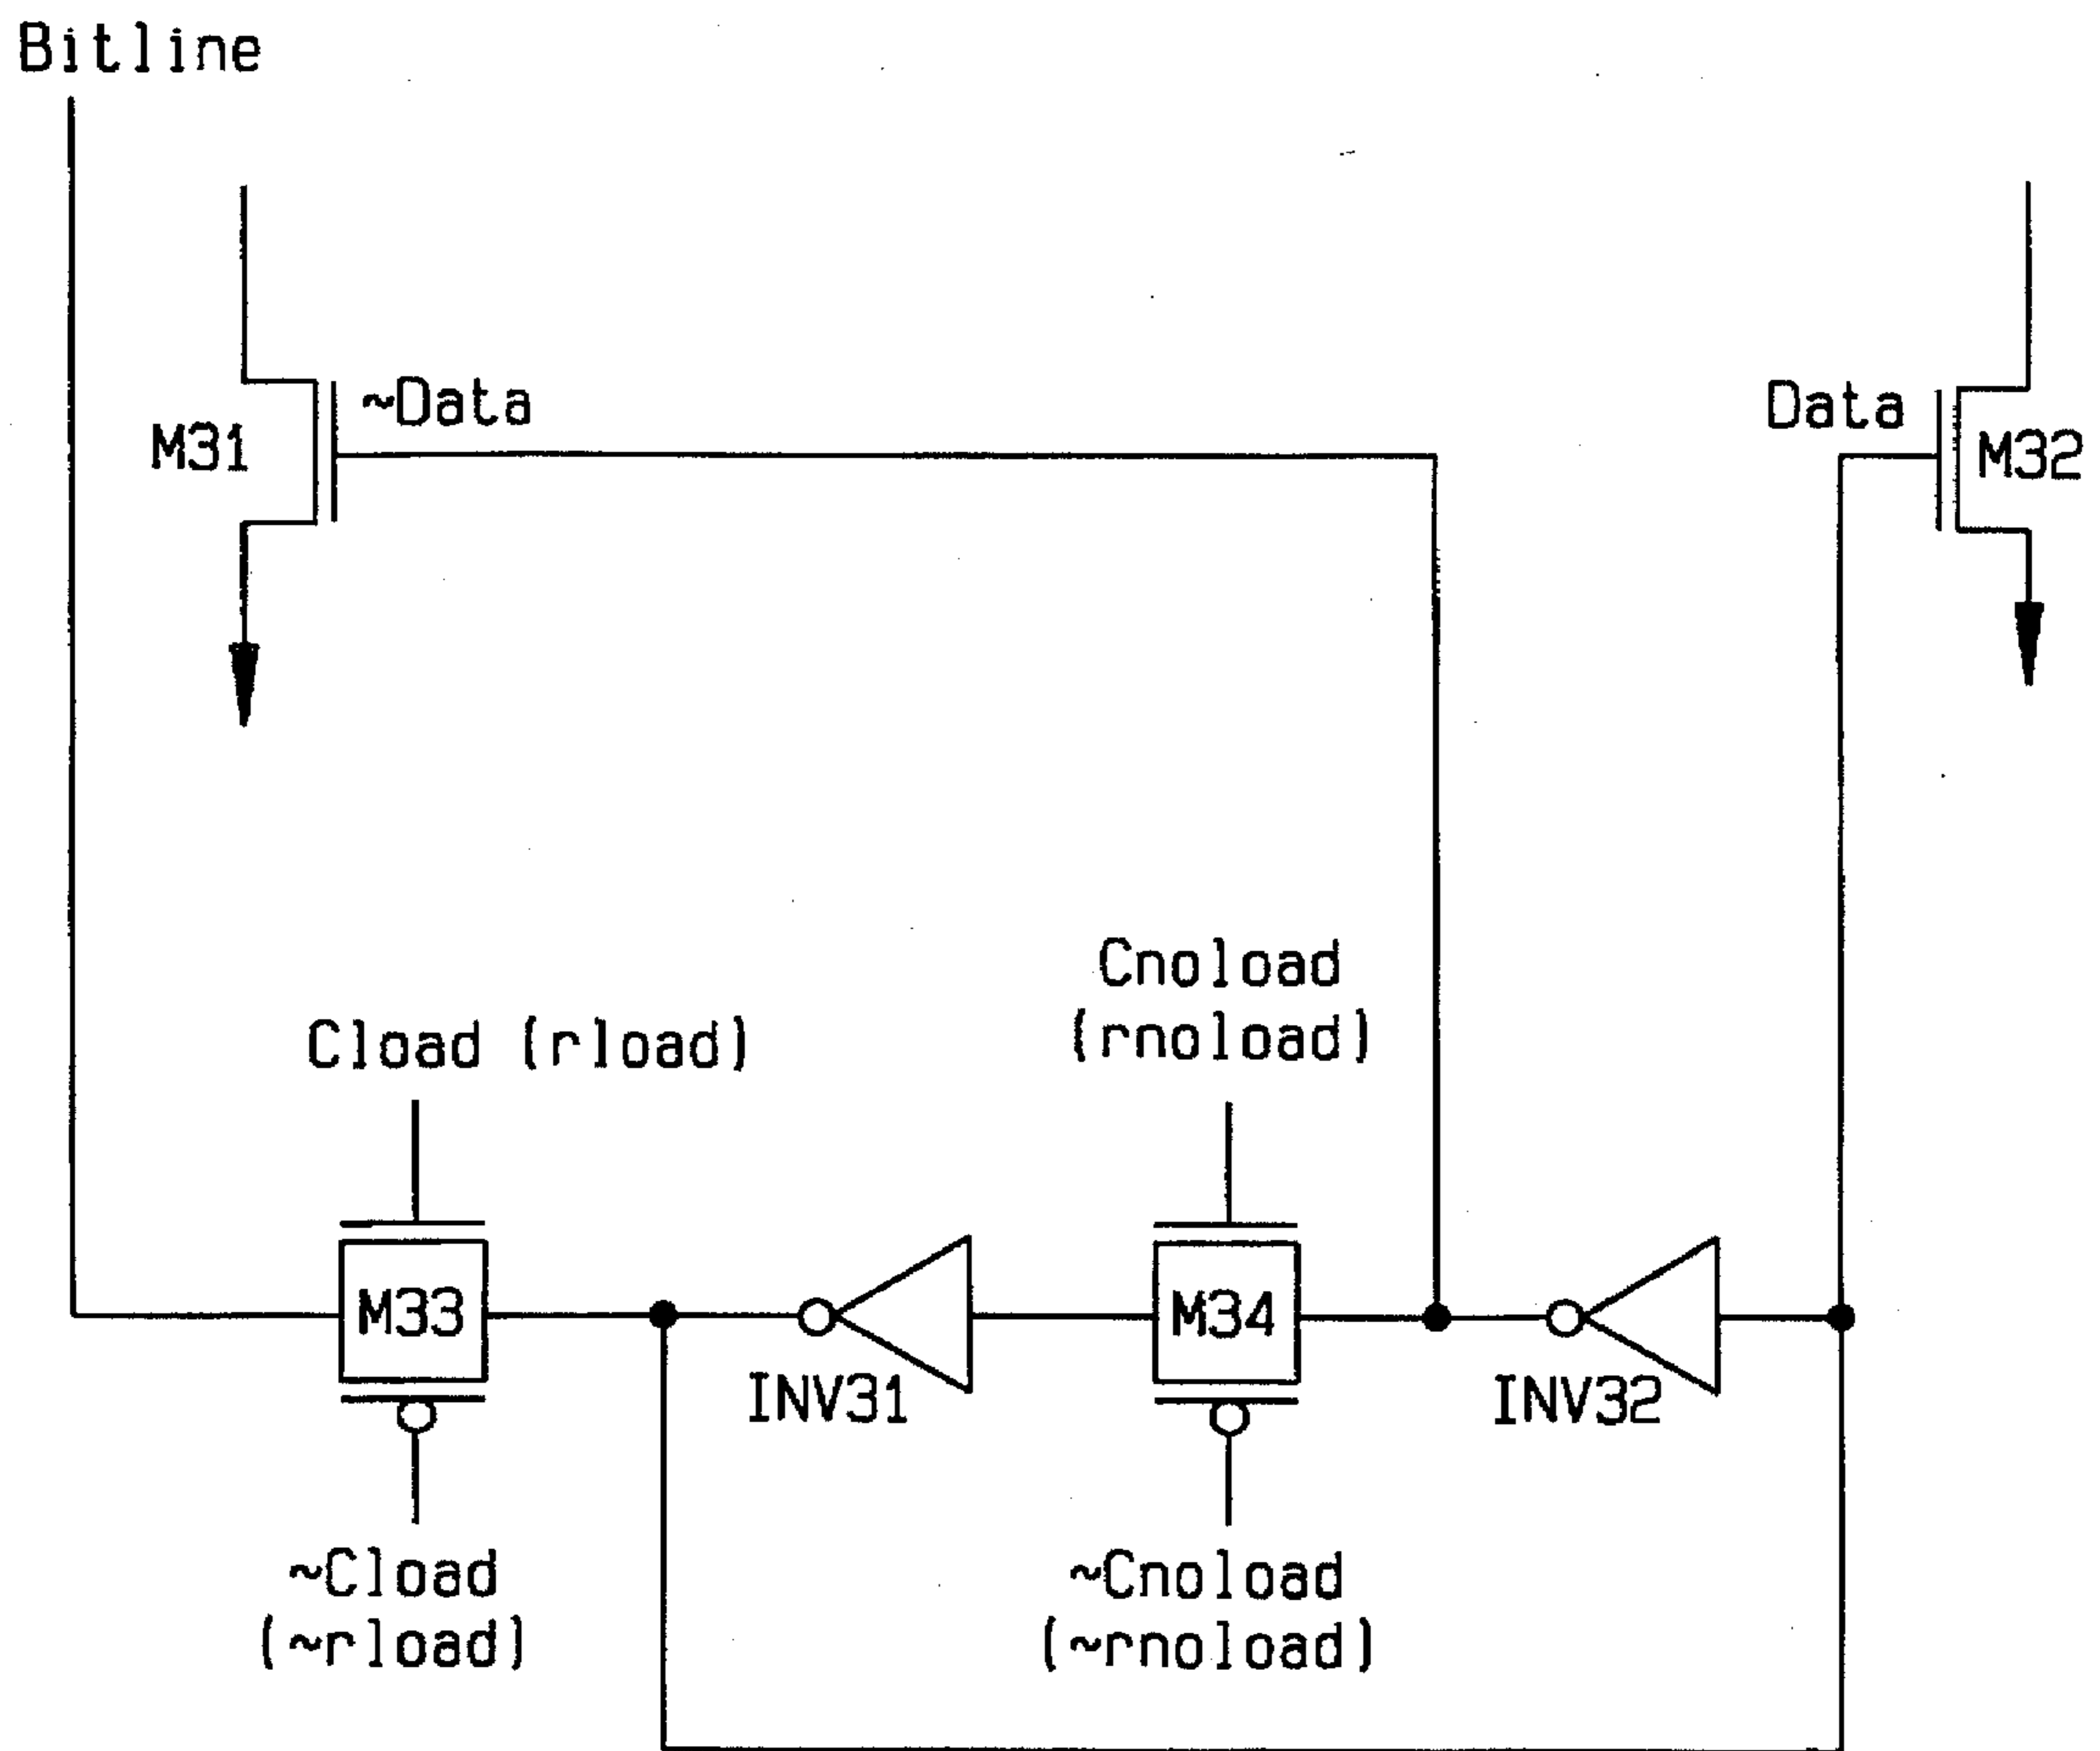 Bitline
~Data
M31
Data
M32
Cnoload
(rnoload)
Cload (rload)
M33
M34
INV31
INV32
~Cload
(~rload)
~Cnoload
(~rnoload)